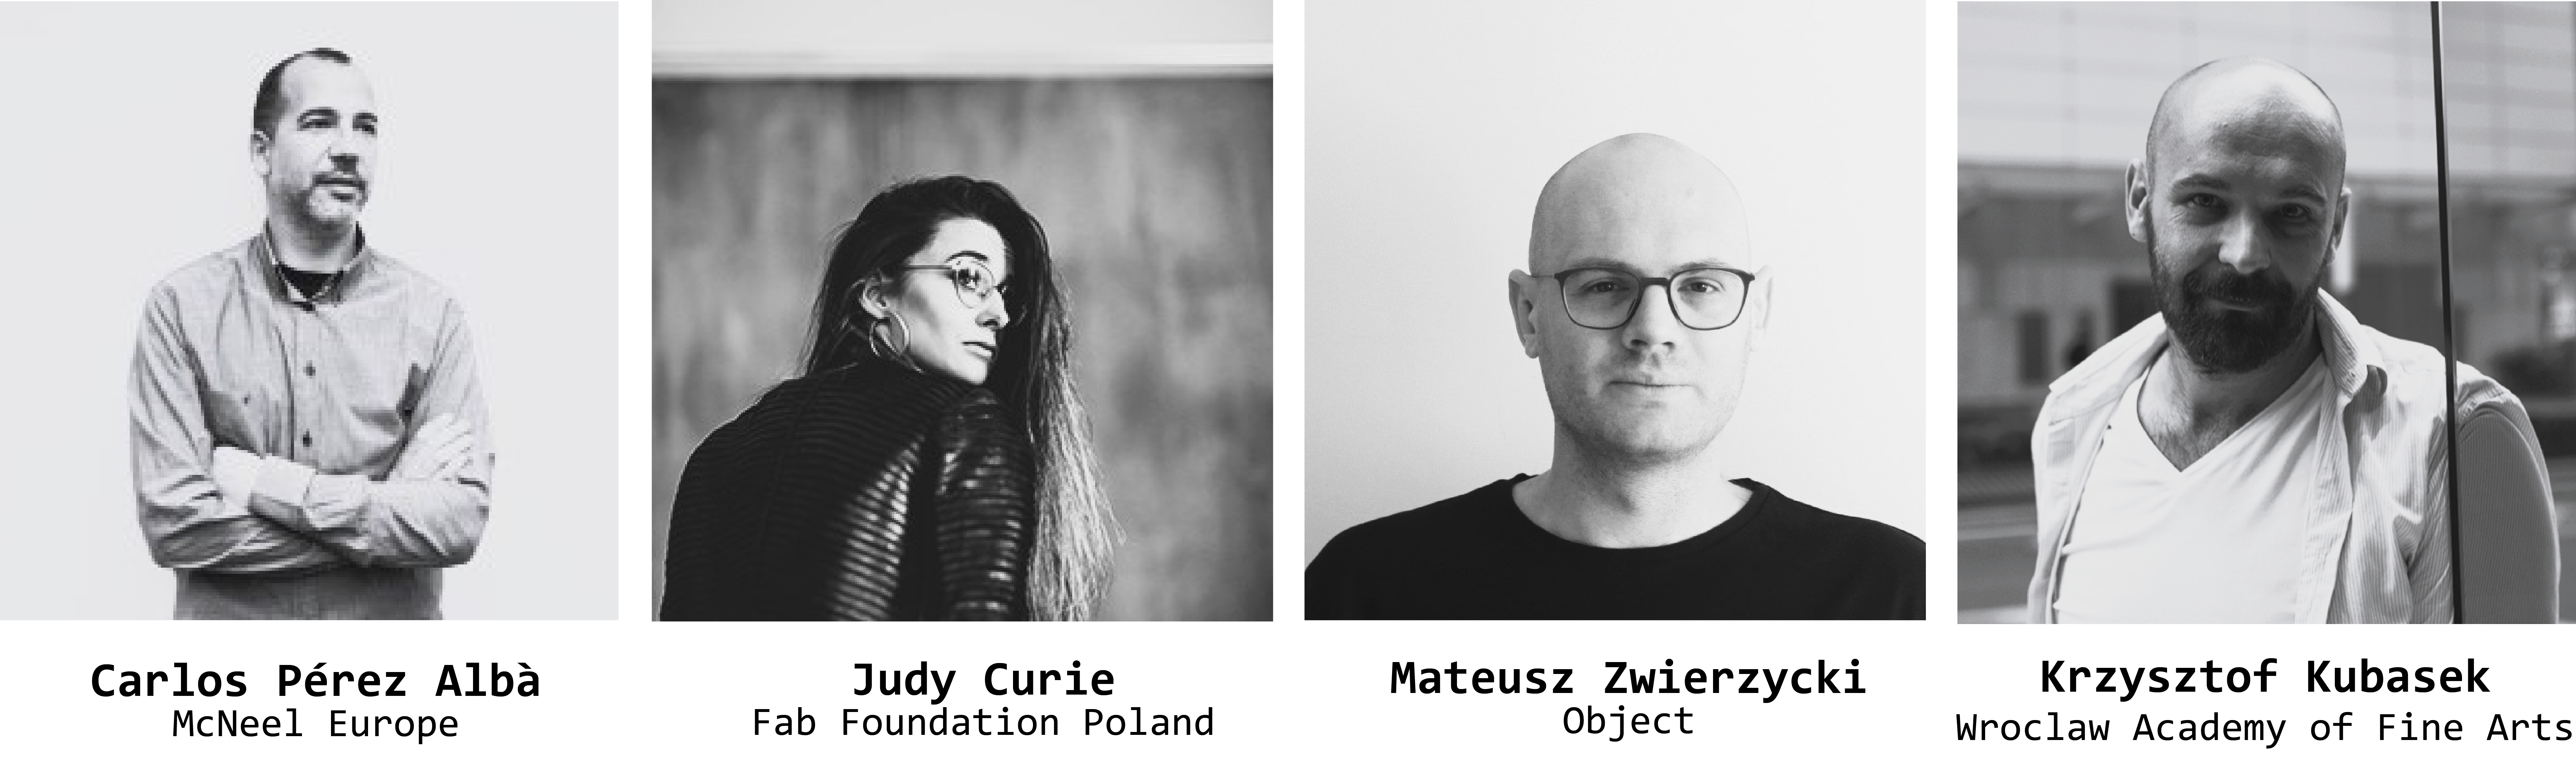 Carlos Pérez Albà
McNeel Europe
Judy Curie
Fab Foundation Poland
Mateusz Zwierzycki
Object
Krzysztof Kubasek
Wroclaw Academy of Fine Arts